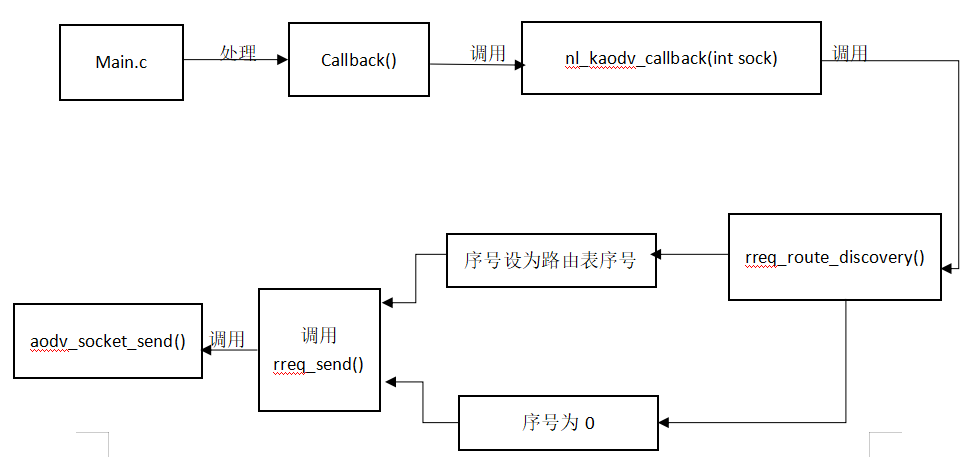 Main.c
处理
Callback()
调用
nl_kaodv_callback(int sock)
调用
rreq_route_discovery()
序号设为路由表序号
序号为 0
调用
rreq_send()
调用
aodv_socket_send()